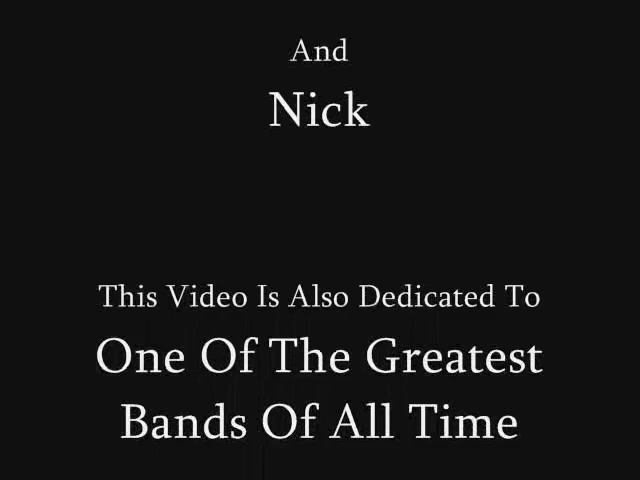 And
Nick
This Video Is Also Dedicated To
One Of The Greatest
Bands Of All Time